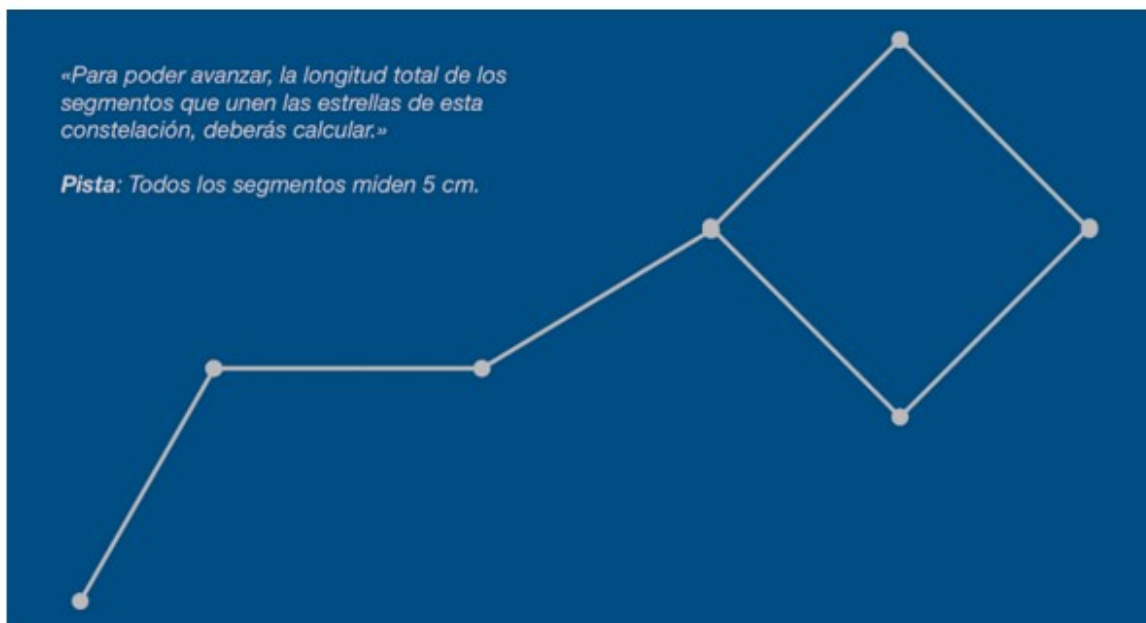 «Para poder avanzar, la longitud total de los
segmentos que unen las estrellas de esta
constelación, deberás calcular.»
Pista: Todos los segmentos miden 5 cm.